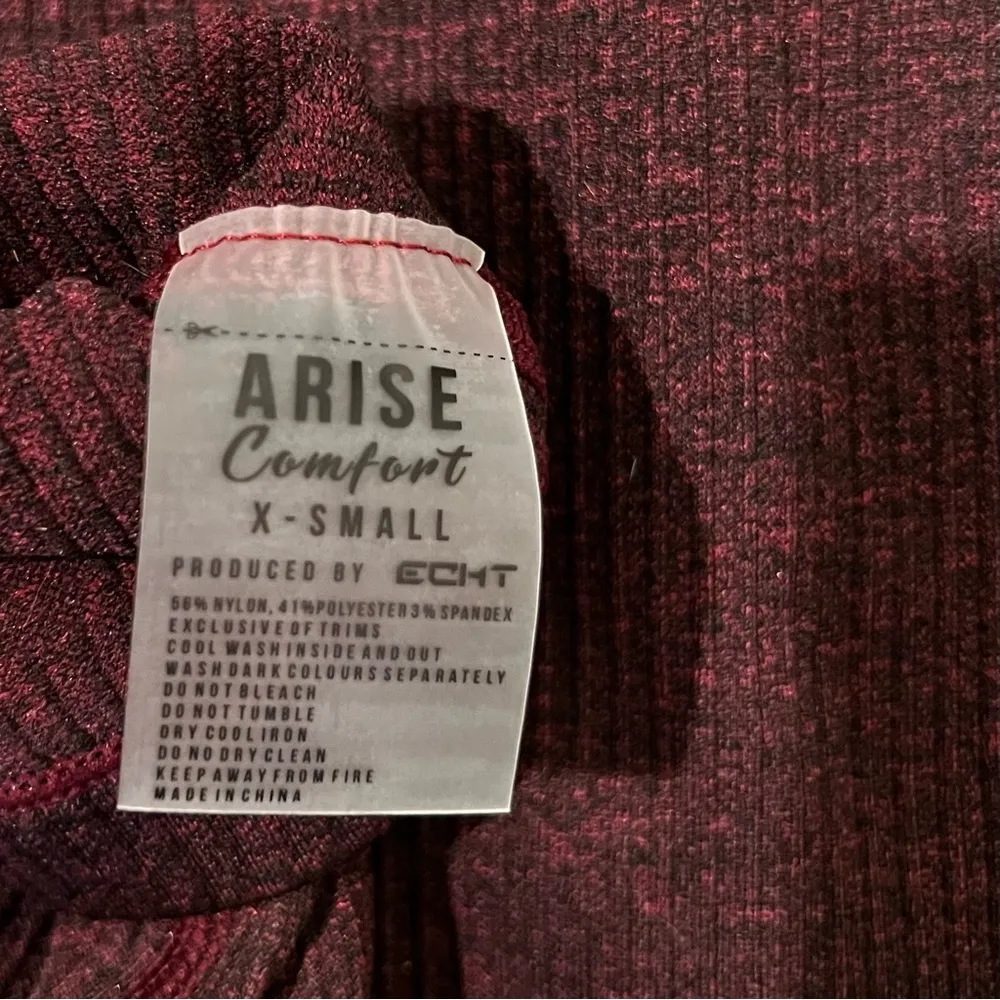 ARISE
Comfort
X-SMALL
PRODUCED BY ECHT
56% NYLON, 41%POLYESTER 3% SPANDEX
EXCLUSIVE OF TRIMS
COOL WASH INSIDE AND OUT
WASH DARK COLOURS SEPARATELY
DO NOT BLEACH
DO NOT TUMBLE
DRY COOL IRON
DO NO DRY CLEAN
KEEP AWAY FROM FIRE
MADE IN CHINA